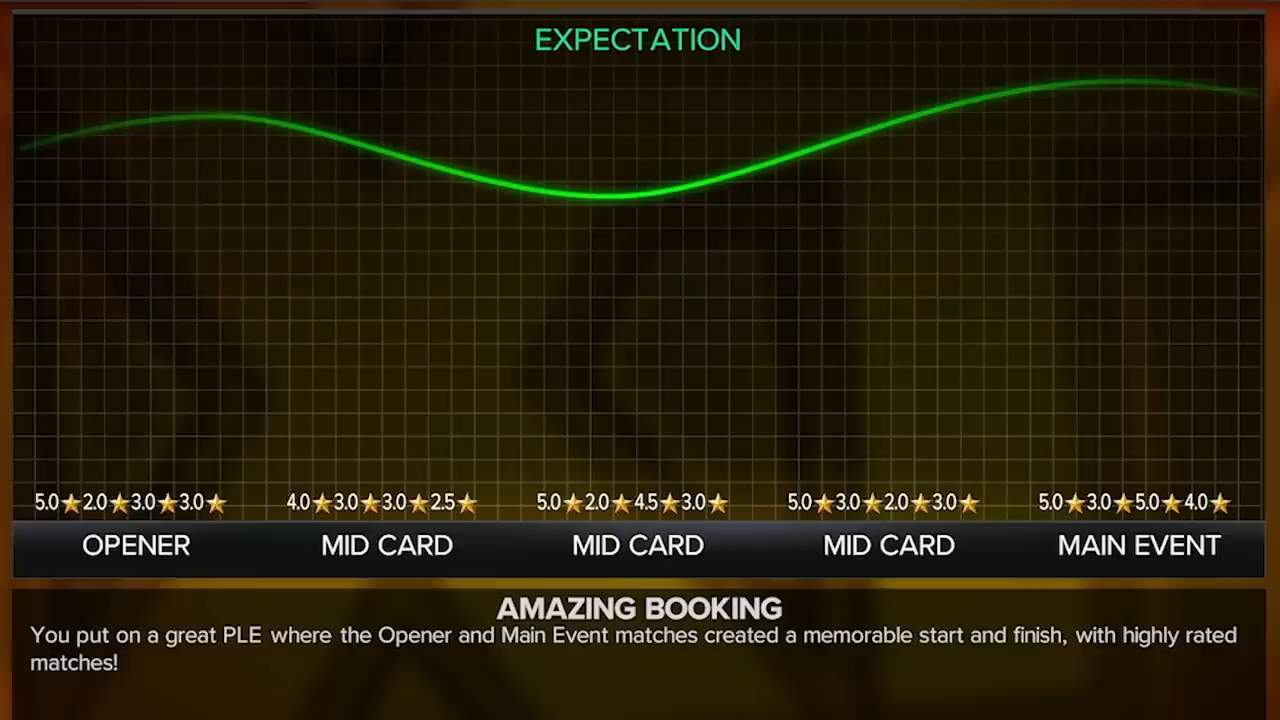 EXPECTATION
5.0★2.0★3.0★3.0★ 4.0★3.0★3.0★2.5★ 5.0★2.0★4.5★3.0★ 5.0★3.0★2.0★3.0★ 5.0★3.0★5.0★4.0★
OPENER MID CARD MID CARD MID CARD MAIN EVENT
AMAZING BOOKING
You put on a great PLE where the Opener and Main Event matches created a memorable start and finish, with highly rated
matches!